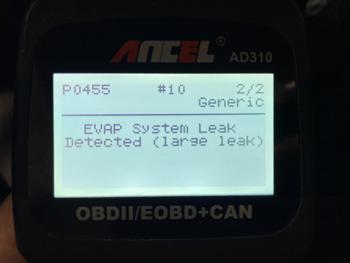 ANCEL®
AD310
P0455 #10 2/2
Generic
EVAP System Leak
Detected (large leak)
OBDII/EOBD+CAN